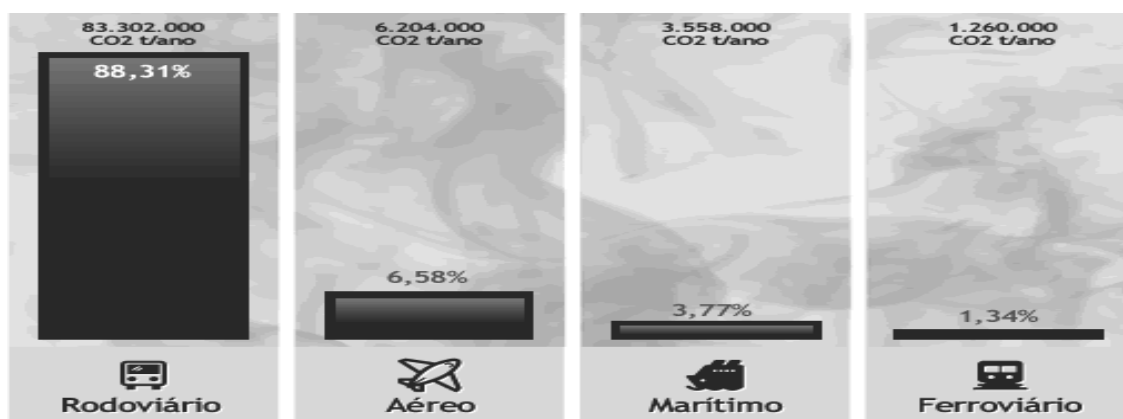 83.302.000
CO2 t/ano
88,31%
Rodoviário
6.204.000
CO2 t/ano
6,58%
Aéreo
3.558.000
CO2 t/ano
3,77%
Marítimo
1.260.000
CO2 t/ano
1,34%
Ferroviário